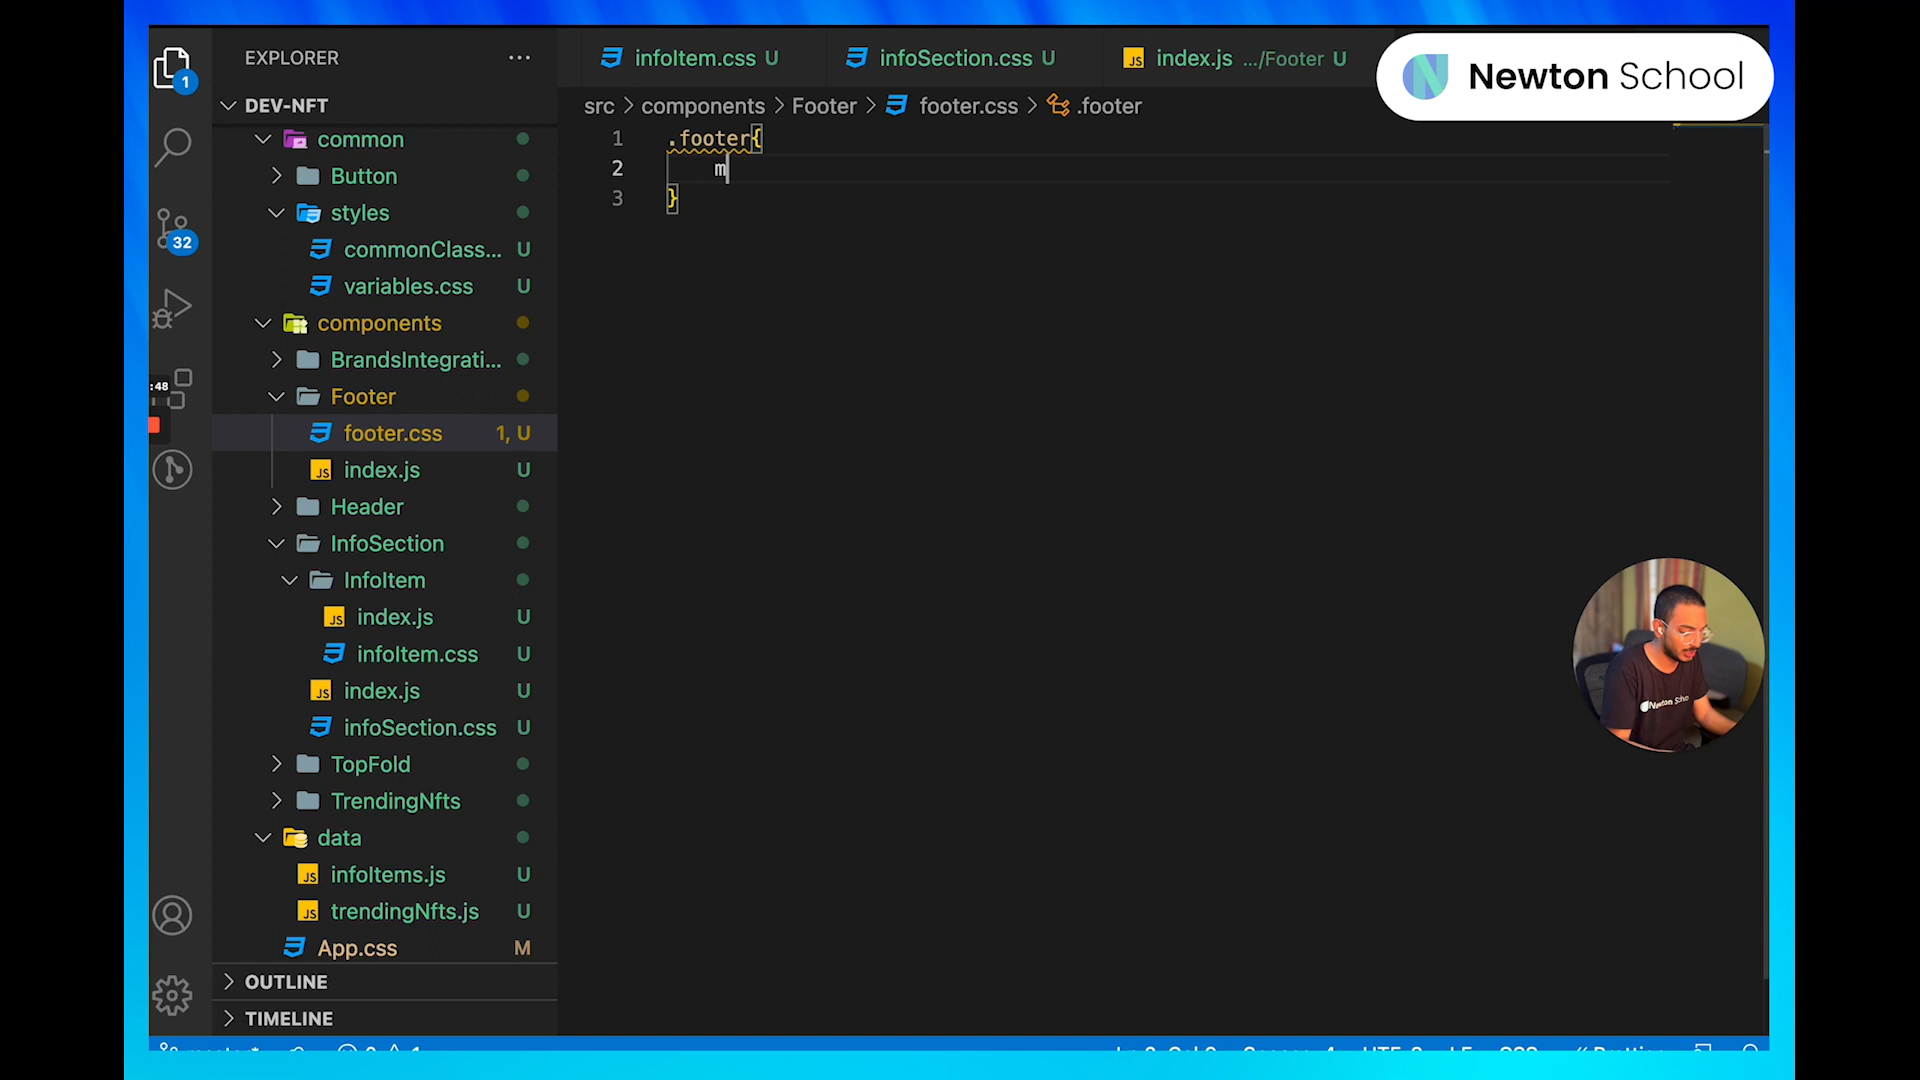 EXPLORER
infoItem.css U
infoSection.css U
index.js .../Footer U
Newton School
1
DEV-NFT
src > components > Footer > footer.css > .footer
common
Button
styles
commonClass... U
variables.css U
components
BrandsIntegrati...
Footer
footer.css 1, U
index.js U
Header
InfoSection
InfoItem
index.js U
infoItem.css U
index.js U
infoSection.css U
TopFold
TrendingNfts
data
infoItems.js U
trendingNfts.js U
App.css M
OUTLINE
TIMELINE
32
:48
1 .footer{
2 m
3 }
Newton Scho